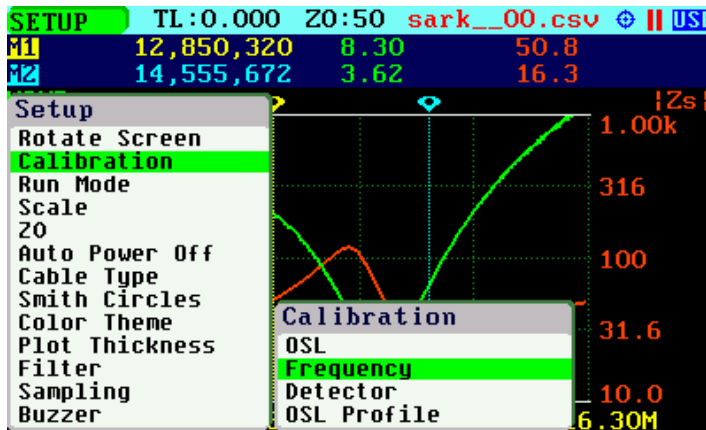 SETUP TL:0.000 Z0:50 sark__00.csv
M1 12,850,320 8.30 50.8
M2 14,555,672 3.62 16.3
|Zs|
Setup
Rotate Screen
Calibration
Run Mode
Scale
Z0
Auto Power Off
Cable Type
Smith Circles
Color Theme
Plot Thickness
Filter
Sampling
Buzzer
Calibration
OSL
Frequency
Detector
OSL Profile
1.00k
316
100
31.6
10.0
6.30M